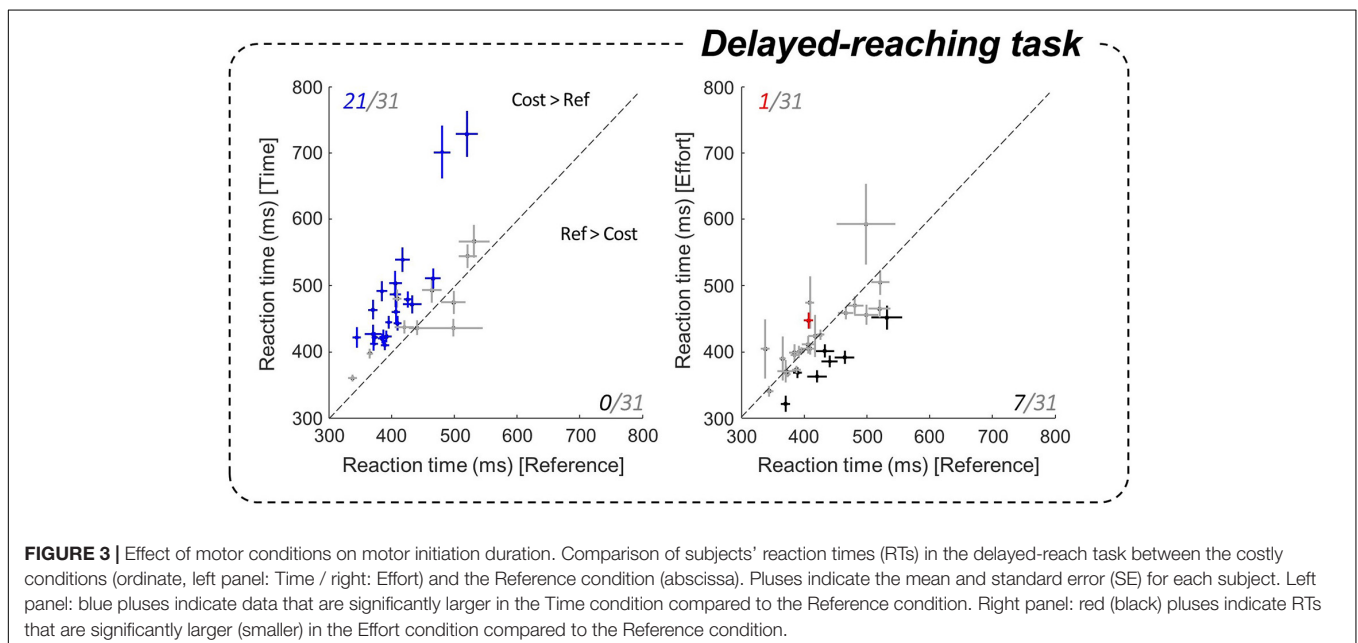 Delayed-reaching task
800
700
600
500
400
300
300 400 500 600 700 800
Reaction time (ms) [Time]
Reaction time (ms) [Reference]
21/31
Cost > Ref
Ref > Cost
0/31
800
700
600
500
400
300
300 400 500 600 700 800
Reaction time (ms) [Effort]
Reaction time (ms) [Reference]
1/31
7/31
FIGURE 3 | Effect of motor conditions on motor initiation duration. Comparison of subjects’ reaction times (RTs) in the delayed-reach task between the costly
conditions (ordinate, left panel: Time / right: Effort) and the Reference condition (abscissa). Pluses indicate the mean and standard error (SE) for each subject. Left
panel: blue pluses indicate data that are significantly larger in the Time condition compared to the Reference condition. Right panel: red (black) pluses indicate RTs
that are significantly larger (smaller) in the Effort condition compared to the Reference condition.